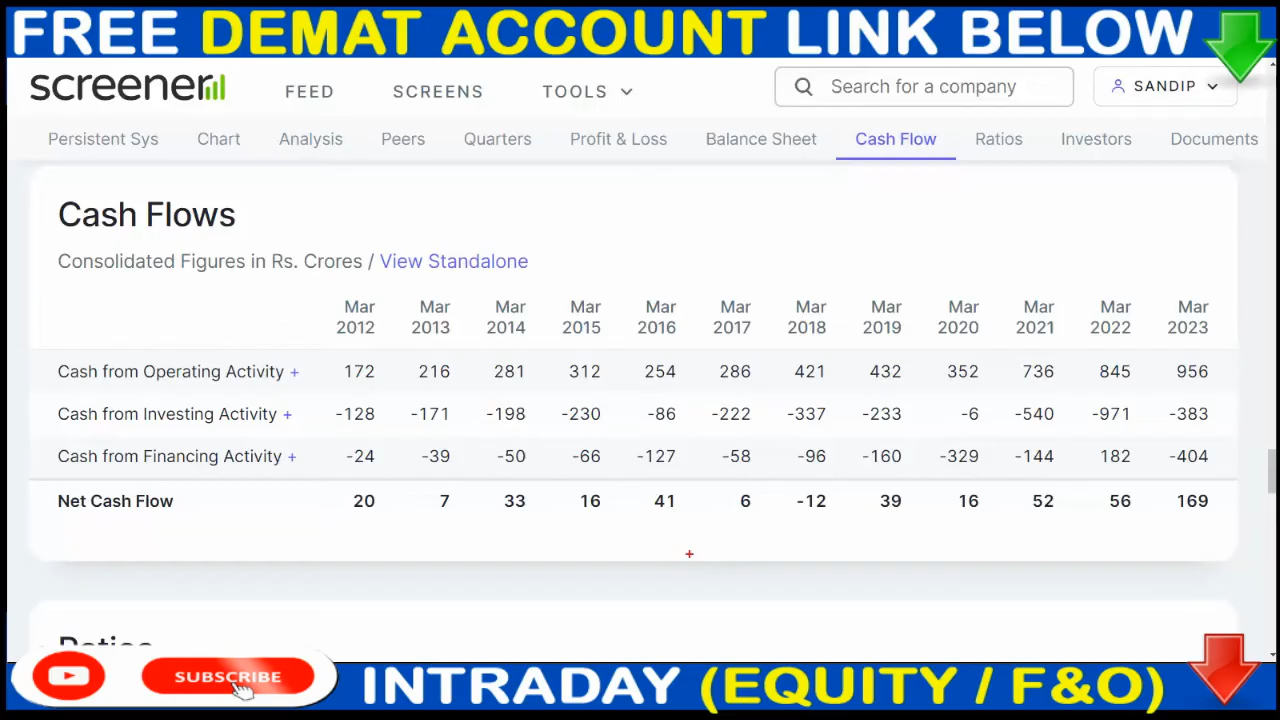 FREE DEMAT ACCOUNT LINK BELOW
screener FEED SCREENS TOOLS Search for a company SANDIP
Persistent Sys Chart Analysis Peers Quarters Profit & Loss Balance Sheet Cash Flow Ratios Investors Documents
Cash Flows
Consolidated Figures in Rs. Crores / View Standalone
Mar Mar Mar Mar Mar Mar Mar Mar Mar Mar Mar Mar
2012 2013 2014 2015 2016 2017 2018 2019 2020 2021 2022 2023
Cash from Operating Activity + 172 216 281 312 254 286 421 432 352 736 845 956
Cash from Investing Activity + -128 -171 -198 -230 -86 -222 -337 -233 -6 -540 -971 -383
Cash from Financing Activity + -24 -39 -50 -66 -127 -58 -96 -160 -329 -144 182 -404
Net Cash Flow 20 7 33 16 41 6 -12 39 16 52 56 169
Ratios
SUBSCRIBE
INTRADAY (EQUITY / F&O)